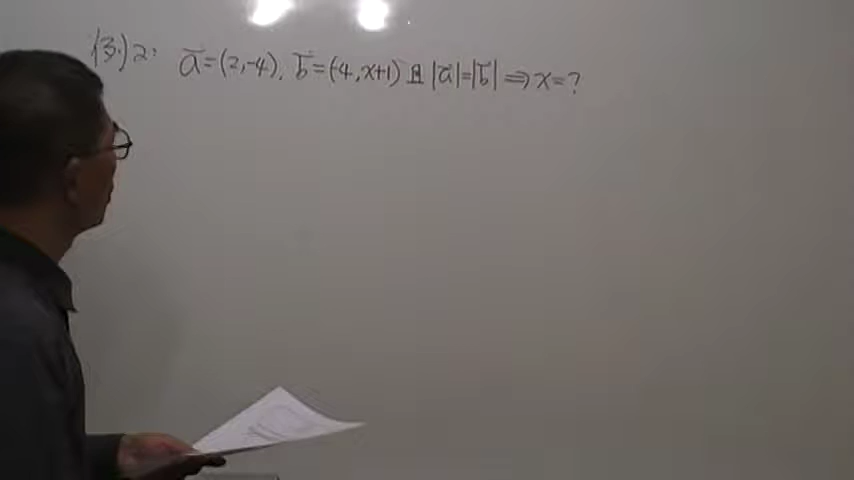 例2: a⃗=(2,-4), b⃗=(-4,x+1) 且 |a⃗|=|b⃗| ⇒ x=?